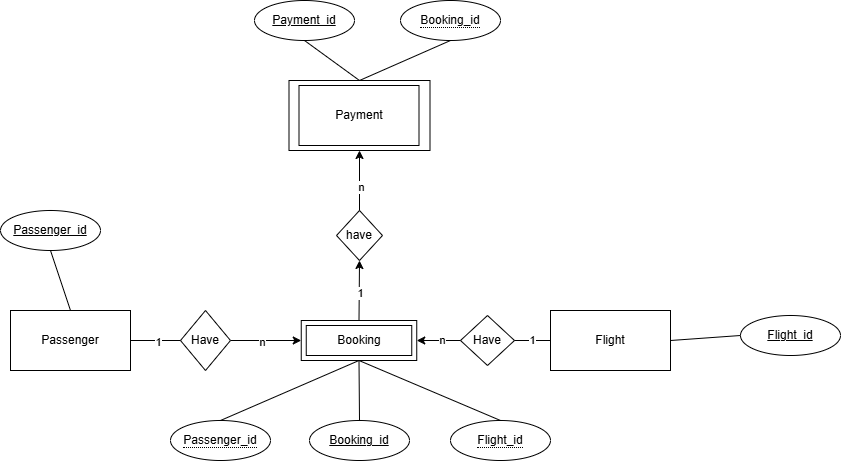 Payment_id
Booking_id
Payment
n
have
1
Passenger_id
Passenger
1
Have
n
Booking
n
Have
1
Flight
Flight_id
Passenger_id
Booking_id
Flight_id